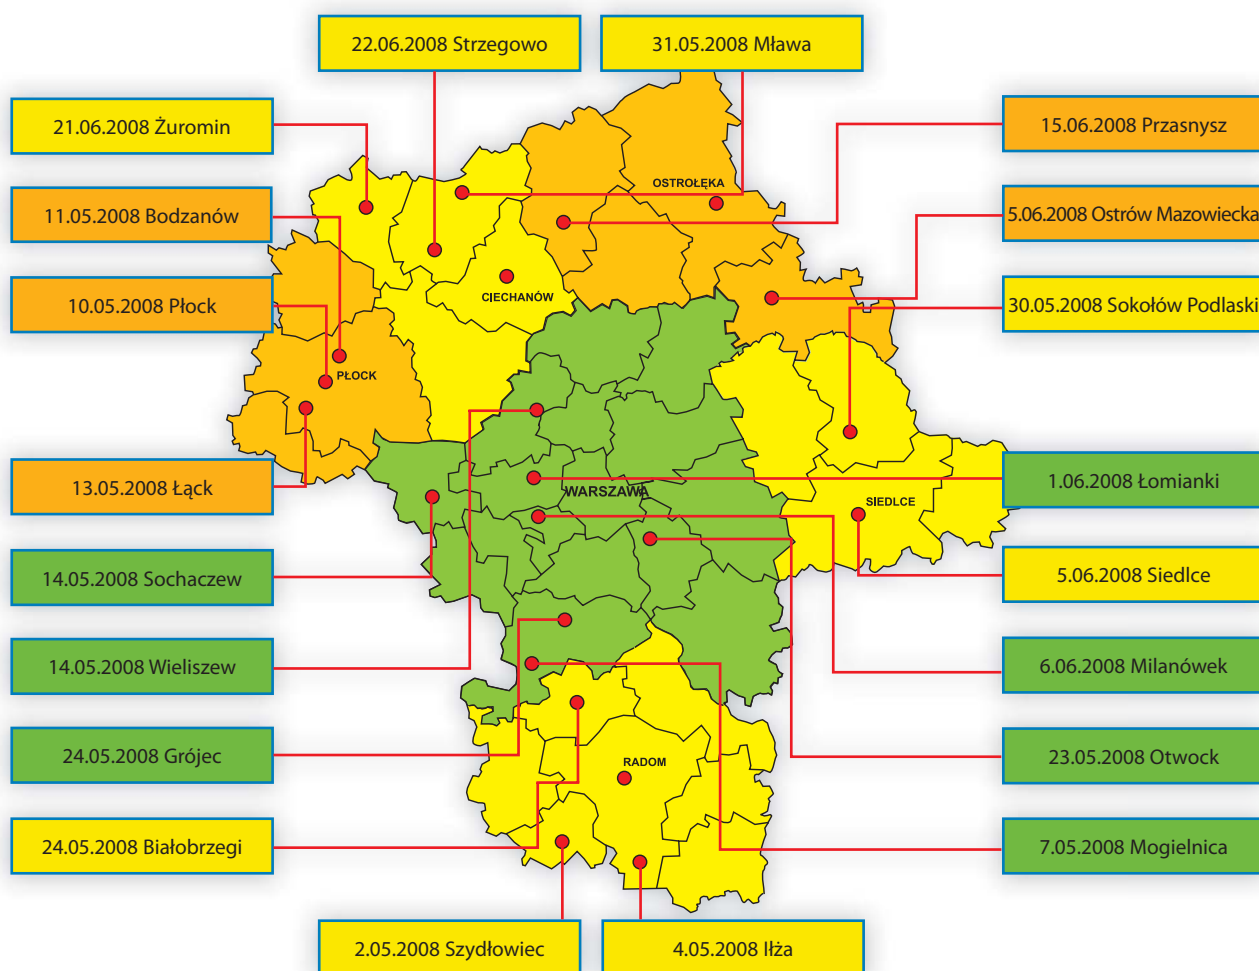 22.06.2008 Strzegowo
31.05.2008 Mława
21.06.2008 Żuromin
15.06.2008 Przasnysz
11.05.2008 Bodzanów
5.06.2008 Ostrów Mazowiecka
10.05.2008 Płock
30.05.2008 Sokołów Podlaski
OSTROŁĘKA
CIECHANÓW
PŁOCK
WARSZAWA
SIEDLCE
RADOM
13.05.2008 Łąck
1.06.2008 Łomianki
14.05.2008 Sochaczew
5.06.2008 Siedlce
14.05.2008 Wieliszew
6.06.2008 Milanówek
24.05.2008 Grójec
23.05.2008 Otwock
24.05.2008 Białobrzegi
7.05.2008 Mogielnica
2.05.2008 Szydłowiec
4.05.2008 Iłża